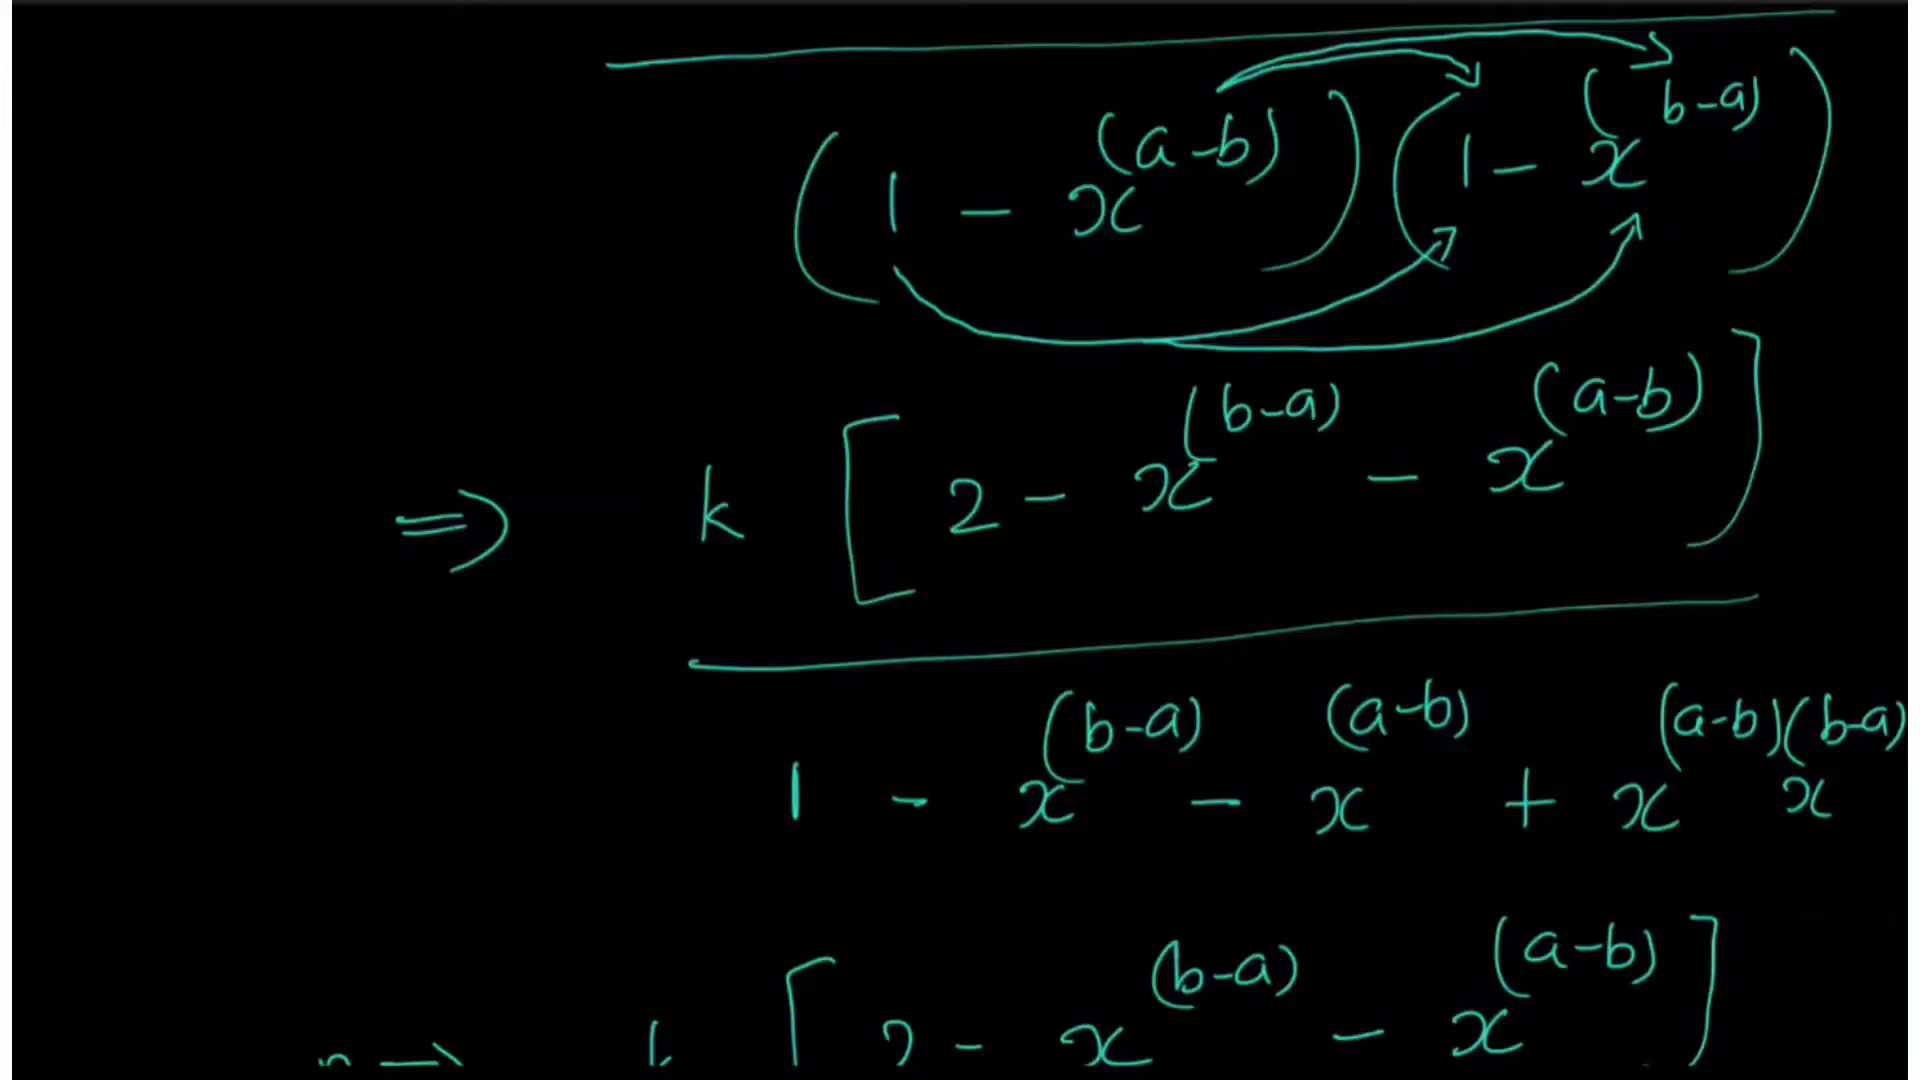 (1 - x^(a-b)) (1 - x^(b-a))
⇒ k [2 - x^(b-a) - x^(a-b)]
1 - x^(b-a) - x^(a-b) + x^(a-b) x^(b-a)
[2 - x^(b-a) - x^(a-b)]